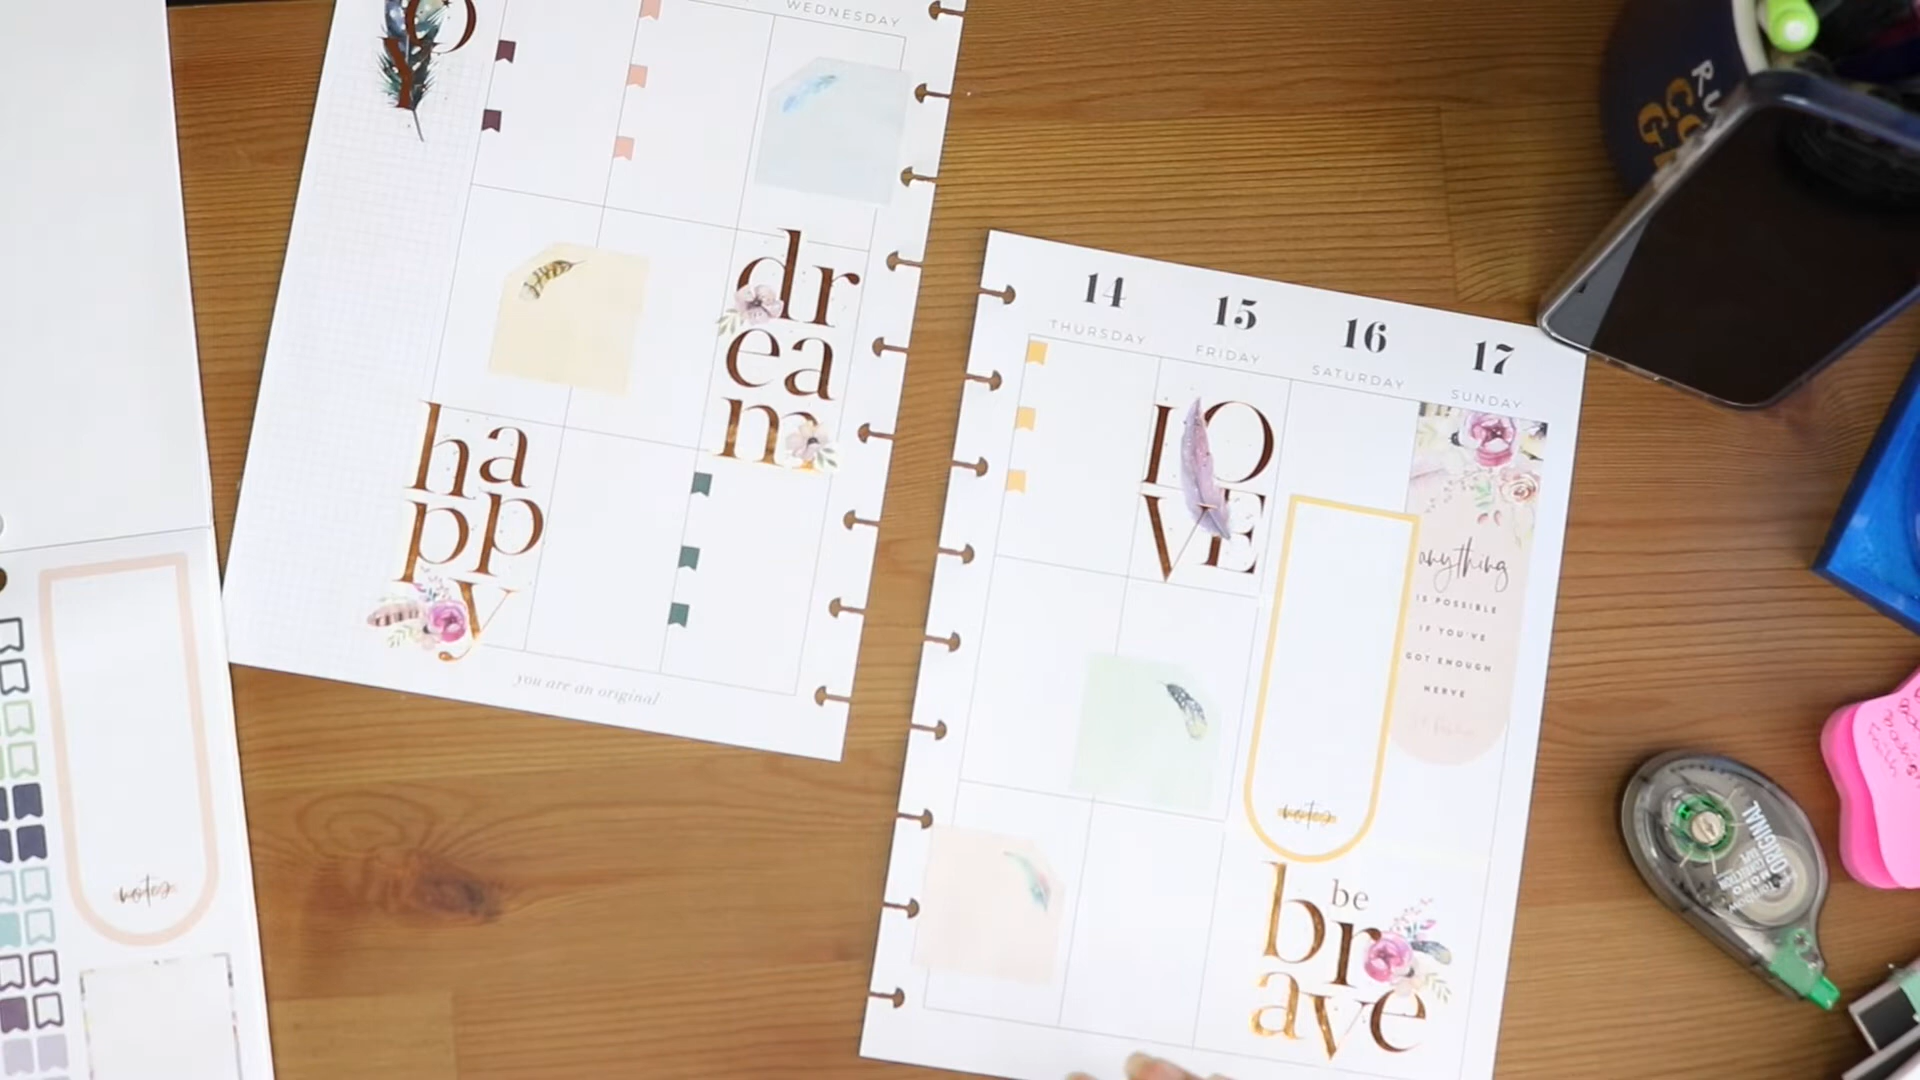 WEDNESDAY
dr
ea
m
ha
pp
y
you are an original
14
THURSDAY
15
FRIDAY
16
SATURDAY
17
SUNDAY
LO
VE
anything
IS POSSIBLE
IF YOU'VE
GOT ENOUGH
NERVE
notes
be
br
ave
notes
MONO
ORIGINAL